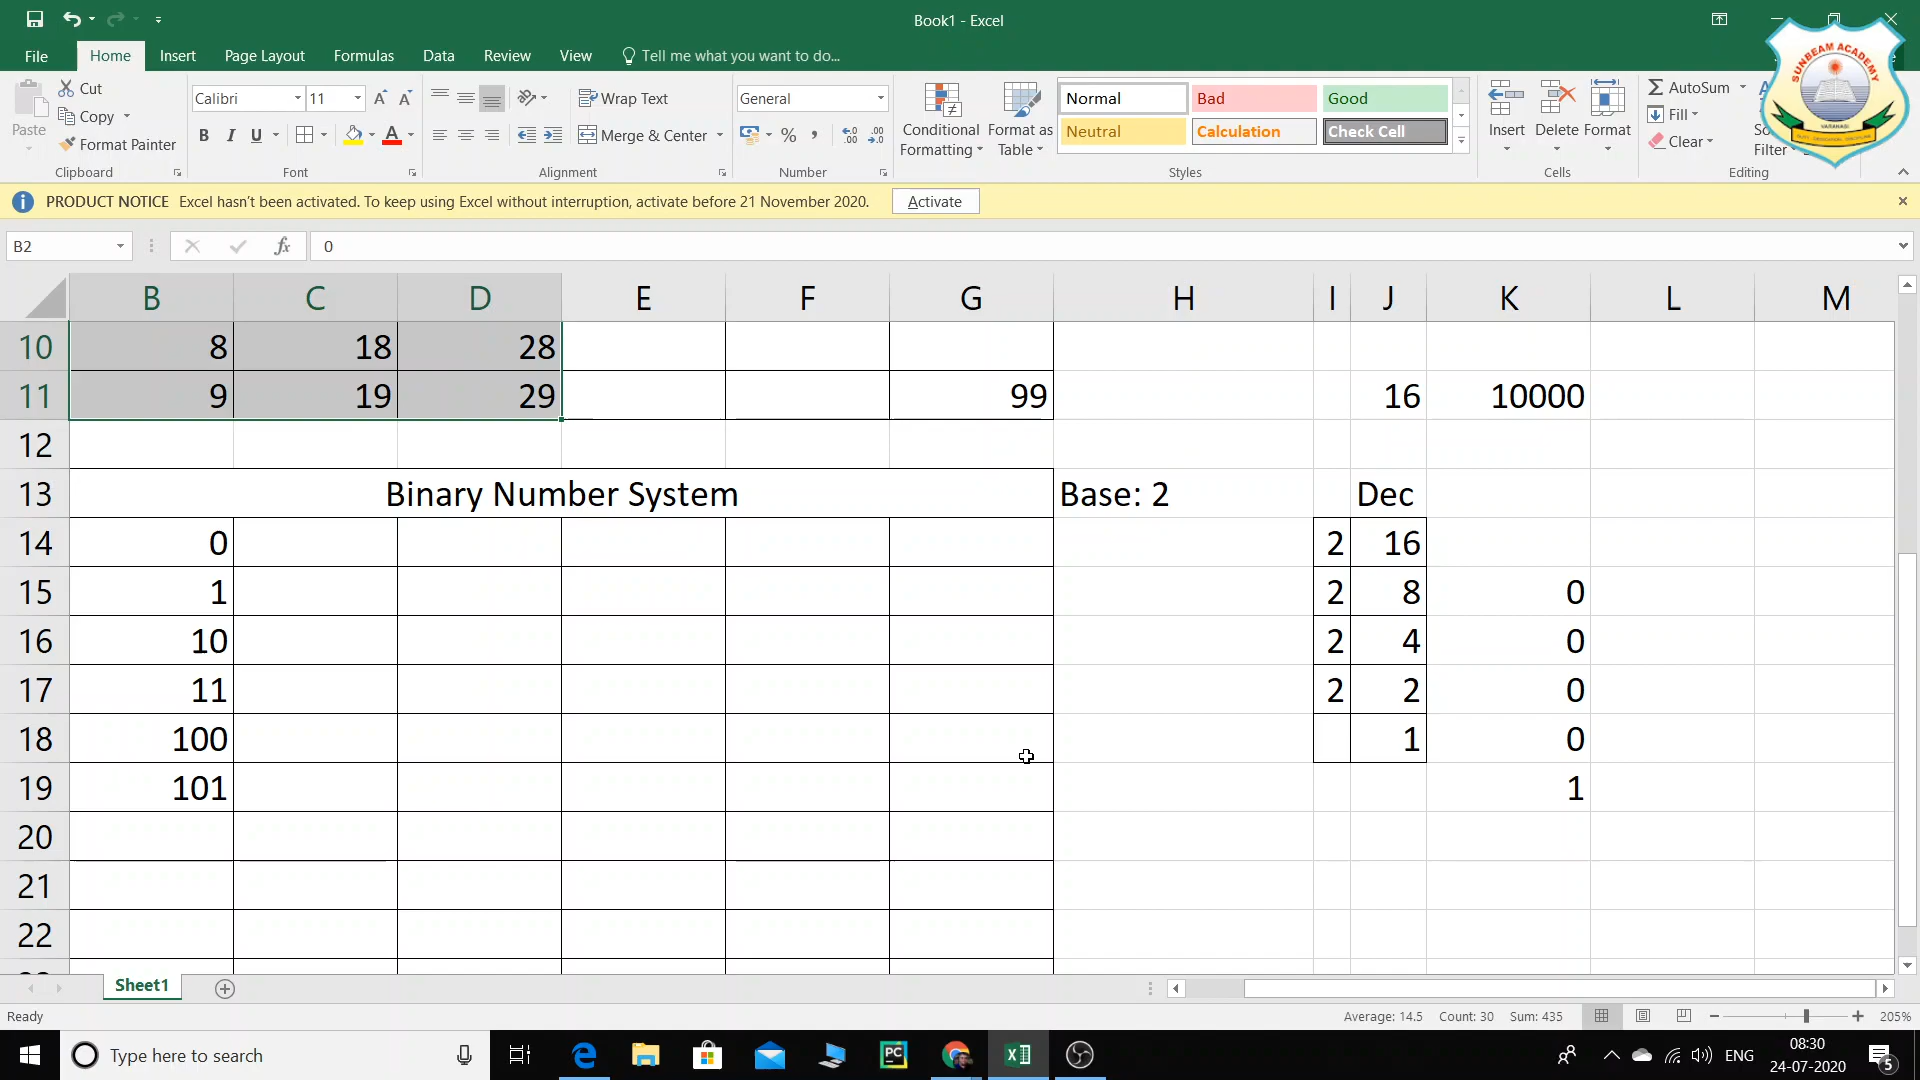 Book1 - Excel
File Home Insert Page Layout Formulas Data Review View Tell me what you want to do...
Paste
Cut
Copy
Format Painter
Clipboard
Calibri 11
B I U
Font
Wrap Text
Merge & Center
Alignment
General
Number
Conditional Formatting
Format as Table
Normal Bad Good
Neutral Calculation Check Cell
Styles
Insert Delete Format
Cells
AutoSum
Fill
Clear
Filter
Editing
SUNBEAM ACADEMY
VARANASI
PRODUCT NOTICE Excel hasn't been activated. To keep using Excel without interruption, activate before 21 November 2020. Activate
B2 fx 0
B C D E F G H I J K L M
10 8 18 28
11 9 19 29 99 16 10000
12
13 Binary Number System Base: 2 Dec
14 0 2 16
15 1 2 8 0
16 10 2 4 0
17 11 2 2 0
18 100 1 0
19 101 1
20
21
22
Sheet1
Ready Average: 14.5 Count: 30 Sum: 435 205%
Type here to search
PC
ENG
08:30
24-07-2020
5